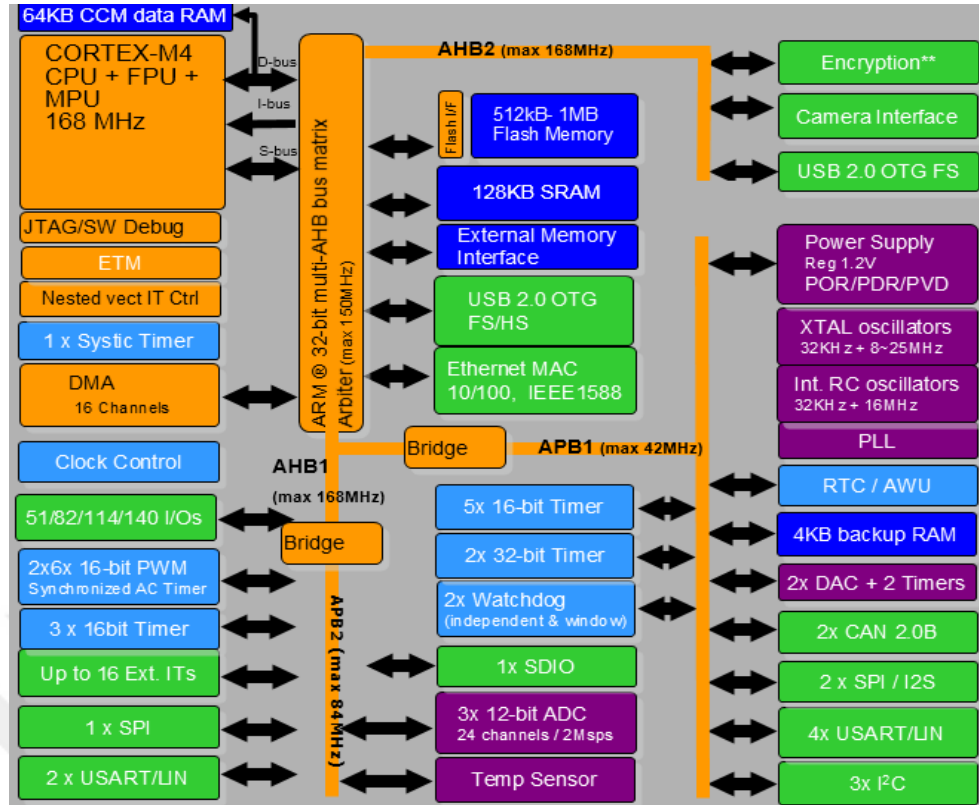 64KB CCM data RAM
CORTEX-M4
CPU + FPU +
MPU
168 MHz
D-bus
I-bus
S-bus
JTAG/SW Debug
ETM
Nested vect IT Ctrl
1 x Systic Timer
DMA
16 Channels
Clock Control
51/82/114/140 I/Os
2x6x 16-bit PWM
Synchronized AC Timer
3 x 16bit Timer
Up to 16 Ext. ITs
1 x SPI
2 x USART/LIN
ARM ® 32-bit multi-AHB bus matrix
Arbiter (max 150MHz)
AHB1
(max 168MHz)
Bridge
APB2 (max 84MHz)
AHB2 (max 168MHz)
Flash I/F
512kB- 1MB
Flash Memory
128KB SRAM
External Memory
Interface
USB 2.0 OTG
FS/HS
Ethernet MAC
10/100, IEEE1588
Bridge
APB1 (max 42MHz)
5x 16-bit Timer
2x 32-bit Timer
2x Watchdog
(independent & window)
1x SDIO
3x 12-bit ADC
24 channels / 2Msps
Temp Sensor
Encryption**
Camera Interface
USB 2.0 OTG FS
Power Supply
Reg 1.2V
POR/PDR/PVD
XTAL oscillators
32KHz + 8~25MHz
Int. RC oscillators
32KHz + 16MHz
PLL
RTC / AWU
4KB backup RAM
2x DAC + 2 Timers
2x CAN 2.0B
2 x SPI / I2S
4x USART/LIN
3x I²C